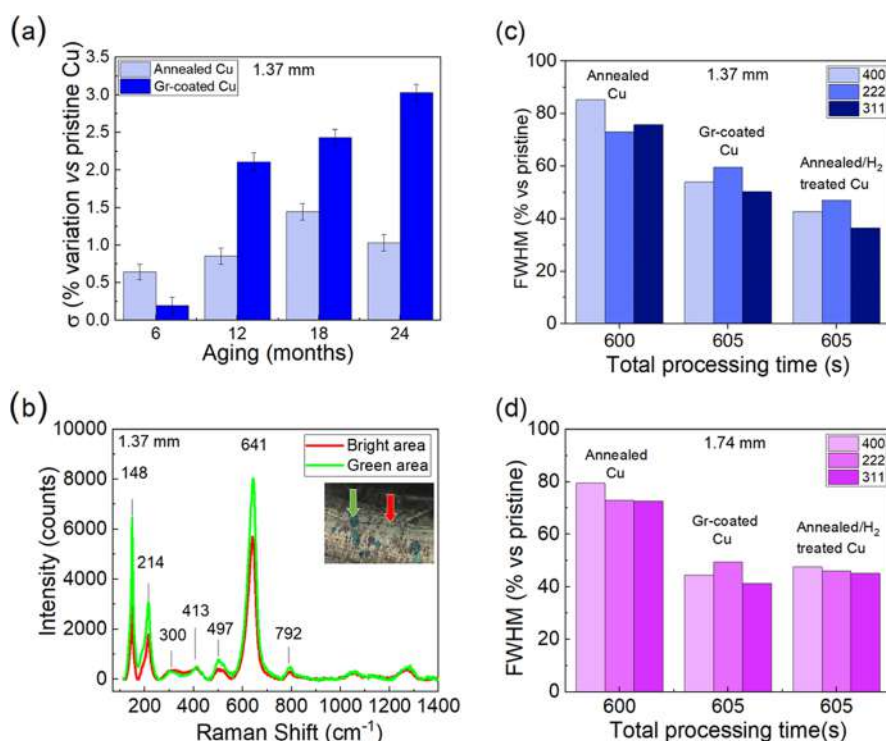 (a)
σ (% variation vs pristine Cu)
3.5
3.0
2.5
2.0
1.5
1.0
0.5
0.0
Annealed Cu
Gr-coated Cu
1.37 mm
6 12 18 24
Aging (months)
(b)
Intensity (counts)
10000
8000
6000
4000
2000
0
1.37 mm
148
214
300
413
497
641
792
Bright area
Green area
200 400 600 800 1000 1200 1400
Raman Shift (cm⁻¹)
(c)
FWHM (% vs pristine)
100
80
60
40
20
0
Annealed
Cu
1.37 mm
400
222
311
Gr-coated
Cu
Annealed/H₂
treated Cu
600 605 605
Total processing time (s)
(d)
FWHM (% vs pristine)
100
80
60
40
20
0
Annealed
Cu
1.74 mm
400
222
311
Gr-coated Cu
Annealed/H₂
treated Cu
600 605 605
Total processing time(s)